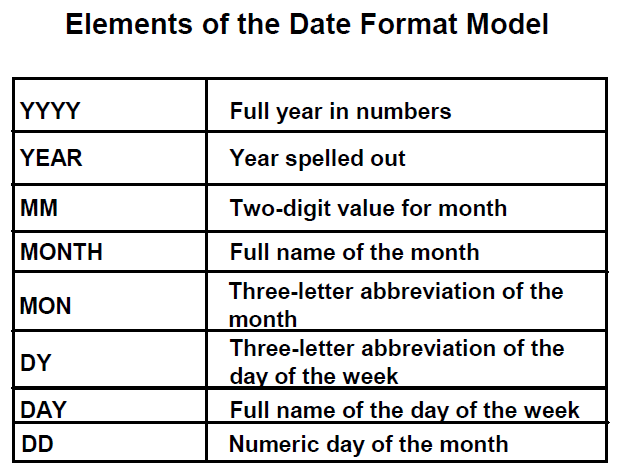 Elements of the Date Format Model
YYYY Full year in numbers
YEAR Year spelled out
MM Two-digit value for month
MONTH Full name of the month
MON Three-letter abbreviation of the
month
DY Three-letter abbreviation of the
day of the week
DAY Full name of the day of the week
DD Numeric day of the month